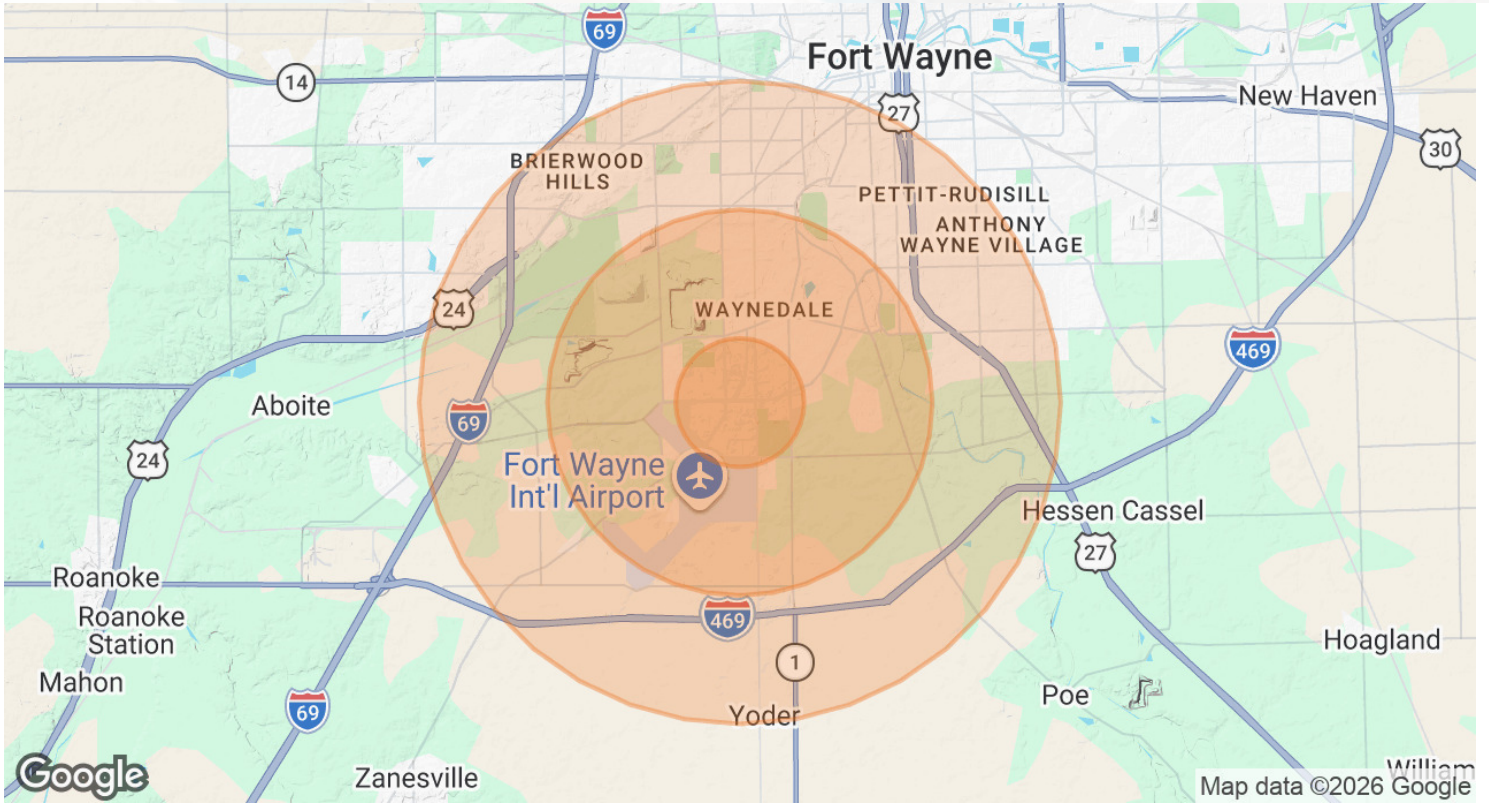 69
Fort Wayne
14
27
New Haven
30
BRIERWOOD
HILLS
PETTIT-RUDISILL
ANTHONY
WAYNE VILLAGE
24
WAYNEDALE
469
Aboite
69
24
Fort Wayne
Int'l Airport
Hessen Cassel
27
Roanoke
Roanoke
Station
469
Hoagland
1
Mahon
Poe
69
Yoder
Google
Zanesville
William
Map data ©2026 Google